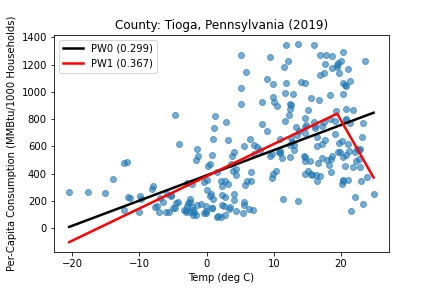 County: Tioga, Pennsylvania (2019)
Per-Capita Consumption (MMBtu/1000 Households)
1400
1200
1000
800
600
400
200
0
PW0 (0.299)
PW1 (0.367)
−20
−10
0
10
20
Temp (deg C)